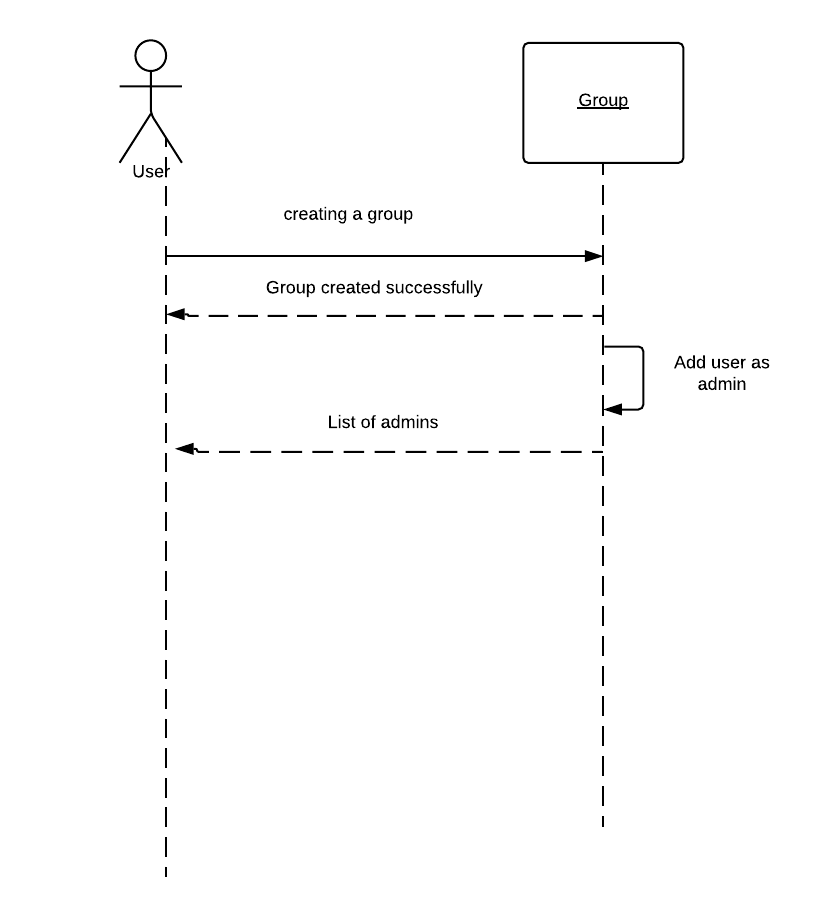 Group
User
creating a group
Group created successfully
Add user as
admin
List of admins